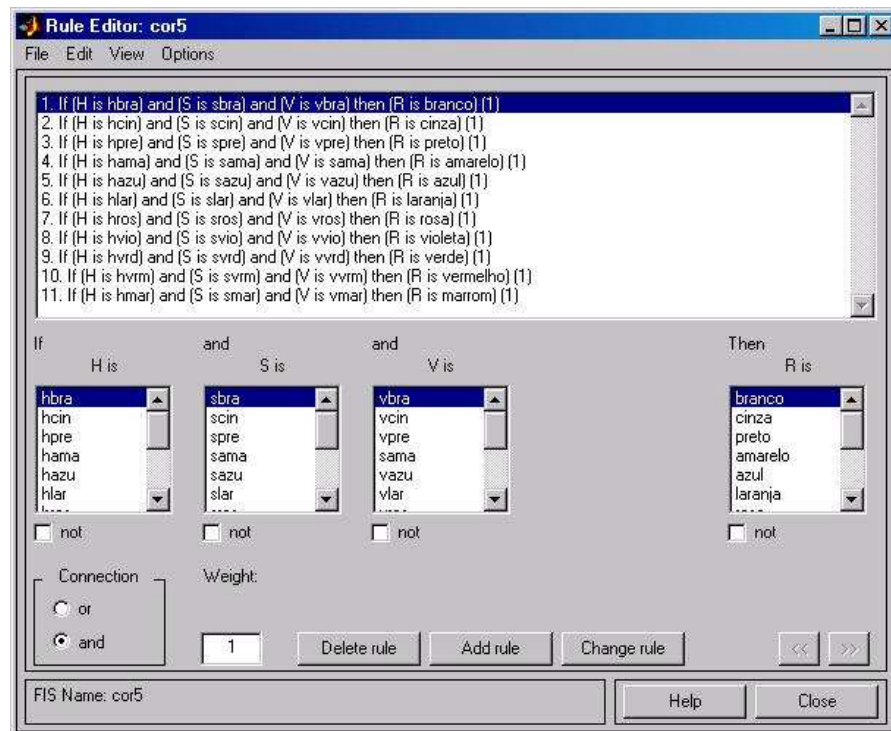 Rule Editor: cor5
File Edit View Options
1. If (H is hbra) and (S is sbra) and (V is vbra) then (R is branco) (1)
2. If (H is hcin) and (S is scin) and (V is vcin) then (R is cinza) (1)
3. If (H is hpre) and (S is spre) and (V is vpre) then (R is preto) (1)
4. If (H is hama) and (S is sama) and (V is sama) then (R is amarelo) (1)
5. If (H is hazu) and (S is sazu) and (V is vazu) then (R is azul) (1)
6. If (H is hlar) and (S is slar) and (V is vlar) then (R is laranja) (1)
7. If (H is hros) and (S is sros) and (V is vros) then (R is rosa) (1)
8. If (H is hvio) and (S is svio) and (V is vvio) then (R is violeta) (1)
9. If (H is hvrd) and (S is svrd) and (V is vvrd) then (R is verde) (1)
10. If (H is hvrm) and (S is svrm) and (V is vvrm) then (R is vermelho) (1)
11. If (H is hmar) and (S is smar) and (V is vmar) then (R is marrom) (1)
If and and Then
H is S is V is R is
hbra
hcin
hpre
hama
hazu
hlar
sbra
scin
spre
sama
sazu
slar
vbra
vcin
vpre
sama
vazu
vlar
branco
cinza
preto
amarelo
azul
laranja
not not not not
Connection
or
and
Weight:
1
Delete rule Add rule Change rule << >>
FIS Name: cor5
Help Close